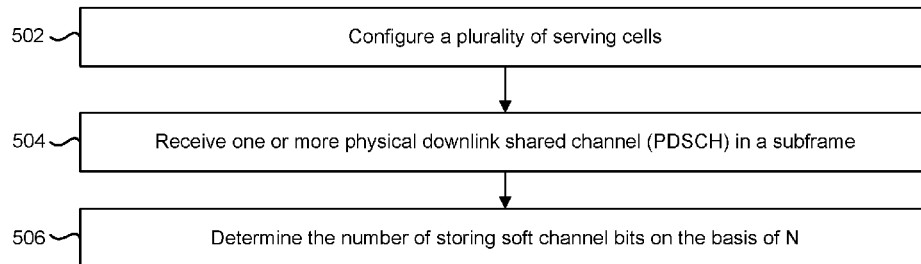 502
Configure a plurality of serving cells
504
Receive one or more physical downlink shared channel (PDSCH) in a subframe
506
Determine the number of storing soft channel bits on the basis of N